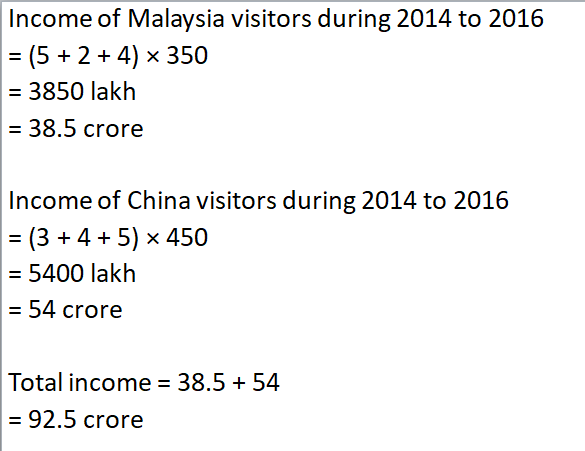 Income of Malaysia visitors during 2014 to 2016
= (5 + 2 + 4) × 350
= 3850 lakh
= 38.5 crore
Income of China visitors during 2014 to 2016
= (3 + 4 + 5) × 450
= 5400 lakh
= 54 crore
Total income = 38.5 + 54
= 92.5 crore